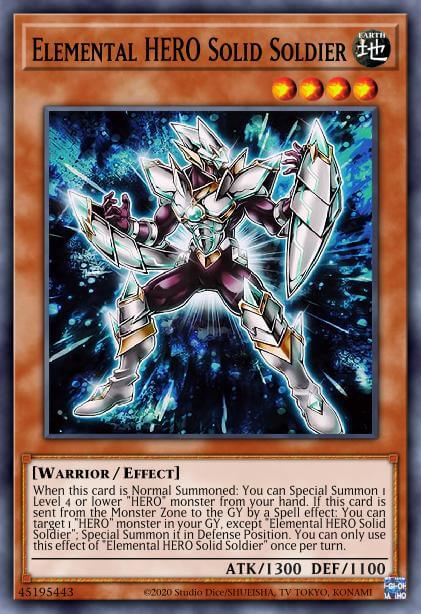 ELEMENTAL HERO SOLID SOLDIER
EARTH
地
[WARRIOR / EFFECT]
When this card is Normal Summoned: You can Special Summon 1
Level 4 or lower "HERO" monster from your hand. If this card is
sent from the Monster Zone to the GY by a Spell effect: You can
target 1 "HERO" monster in your GY, except "Elemental HERO Solid
Soldier"; Special Summon it in Defense Position. You can only use
this effect of "Elemental HERO Solid Soldier" once per turn.
ATK/1300 DEF/1100
45195443 ©2020 Studio Dice/SHUEISHA, TV TOKYO, KONAMI